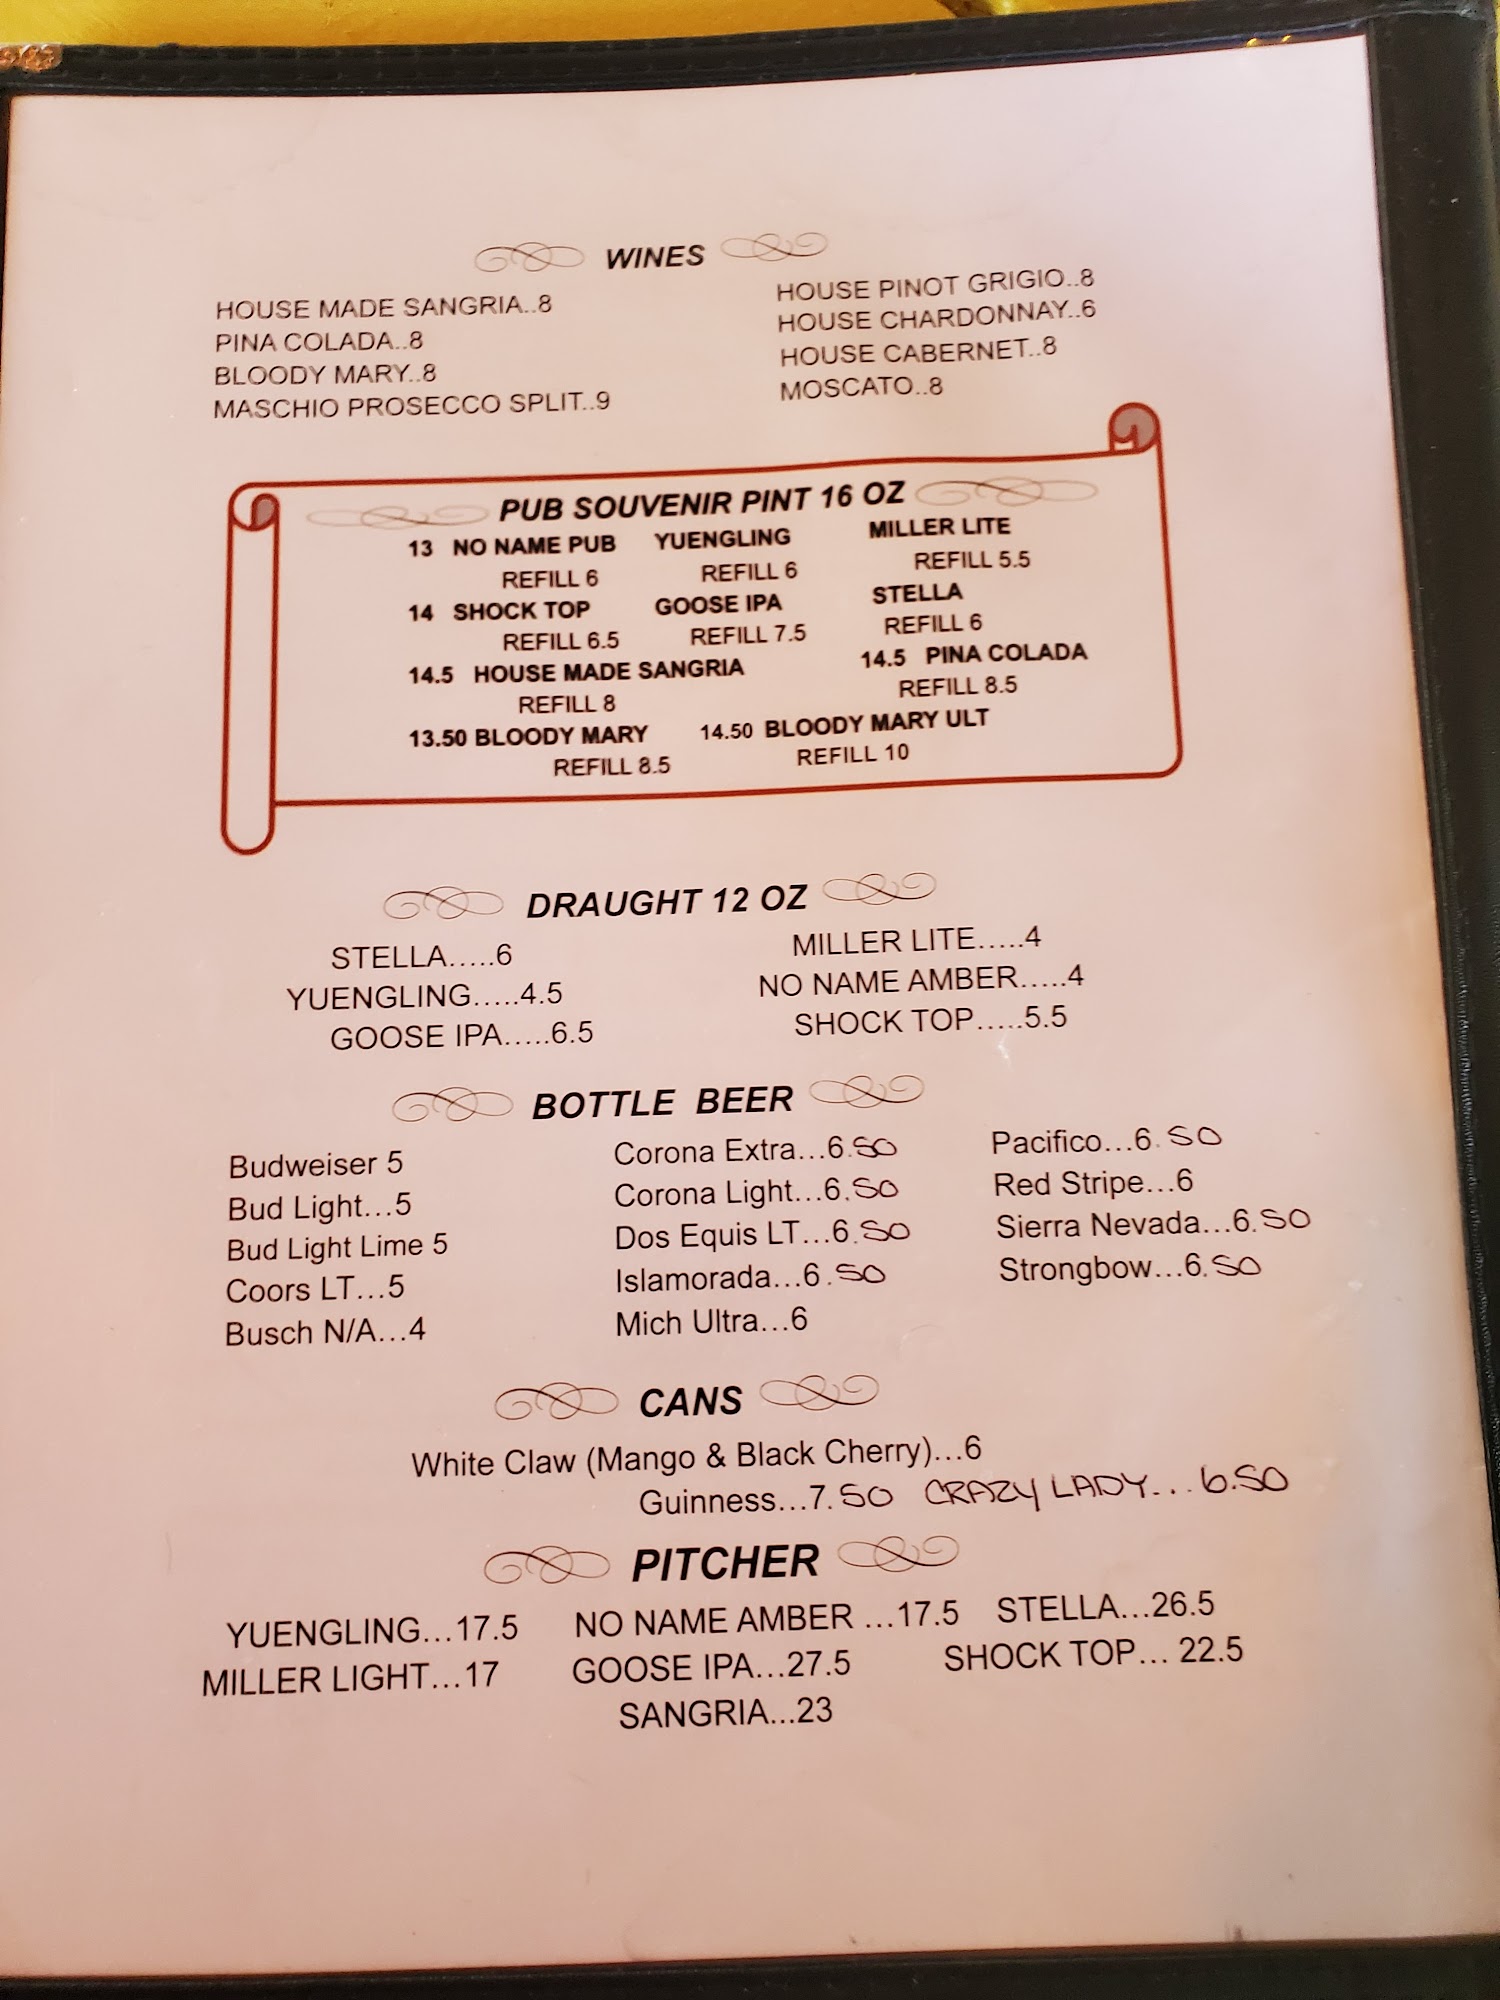 WINES
HOUSE MADE SANGRIA..8 HOUSE PINOT GRIGIO..8
PINA COLADA..8 HOUSE CHARDONNAY..6
BLOODY MARY..8 HOUSE CABERNET..8
MASCHIO PROSECCO SPLIT..9 MOSCATO..8
PUB SOUVENIR PINT 16 OZ
13 NO NAME PUB YUENGLING MILLER LITE
REFILL 6 REFILL 6 REFILL 5.5
14 SHOCK TOP GOOSE IPA STELLA
REFILL 6.5 REFILL 7.5 REFILL 6
14.5 HOUSE MADE SANGRIA 14.5 PINA COLADA
REFILL 8 REFILL 8.5
13.50 BLOODY MARY 14.50 BLOODY MARY ULT
REFILL 8.5 REFILL 10
DRAUGHT 12 OZ
STELLA.....6 MILLER LITE.....4
YUENGLING.....4.5 NO NAME AMBER.....4
GOOSE IPA.....6.5 SHOCK TOP.....5.5
BOTTLE BEER
Budweiser 5 Corona Extra...6.50 Pacifico...6.50
Bud Light...5 Corona Light...6.50 Red Stripe...6
Bud Light Lime 5 Dos Equis LT...6.50 Sierra Nevada...6.50
Coors LT...5 Islamorada...6.50 Strongbow...6.50
Busch N/A...4 Mich Ultra...6
CANS
White Claw (Mango & Black Cherry)...6
Guinness...7.50 CRAZY LADY...6.50
PITCHER
YUENGLING...17.5 NO NAME AMBER ...17.5 STELLA...26.5
MILLER LIGHT...17 GOOSE IPA...27.5 SHOCK TOP... 22.5
SANGRIA...23